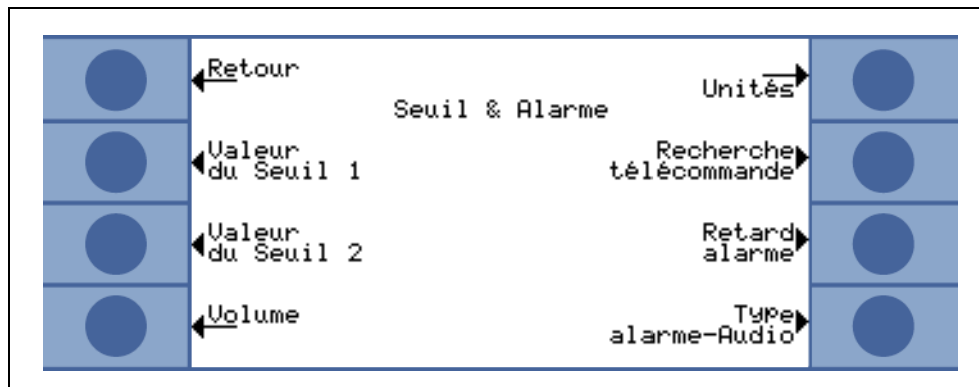 Retour
Unités
Seuil & Alarme
Valeur
du Seuil 1
Recherche
télécommande
Valeur
du Seuil 2
Retard
alarme
Volume
Type
alarme-Audio